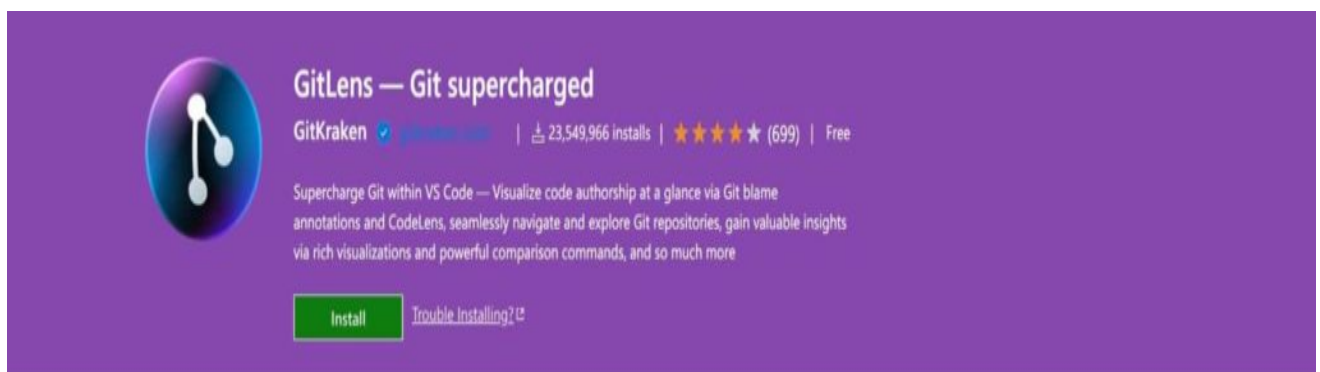 GitLens — Git supercharged
GitKraken | 23,549,966 installs | (699) | Free
Supercharge Git within VS Code — Visualize code authorship at a glance via Git blame
annotations and CodeLens, seamlessly navigate and explore Git repositories, gain valuable insights
via rich visualizations and powerful comparison commands, and so much more
Install Trouble Installing?